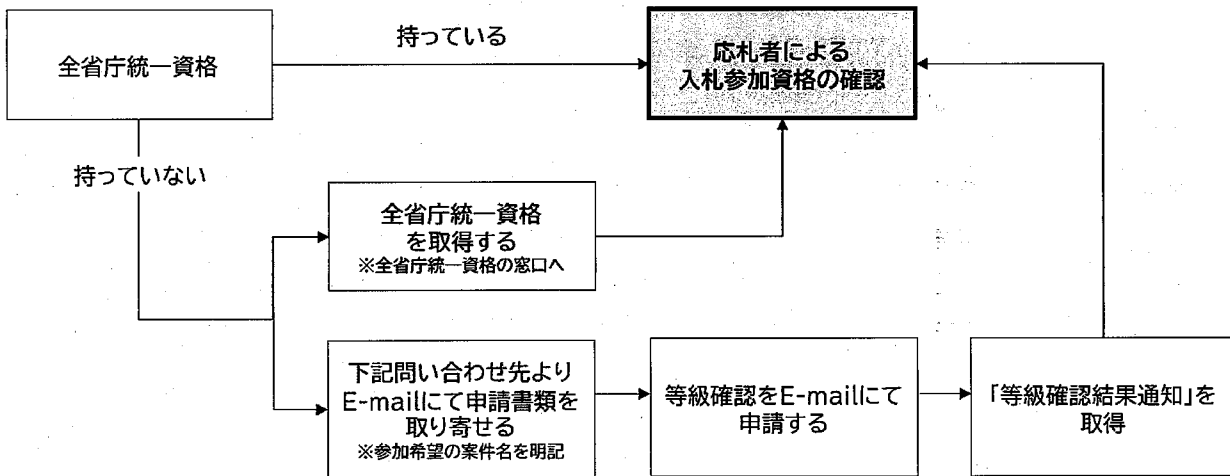 全省庁統一資格
持っている
応札者による
入札参加資格の確認
持っていない
全省庁統一資格
を取得する
※全省庁統一資格の窓口へ
下記問い合わせ先より
E-mailにて申請書類を
取り寄せる
※参加希望の案件名を明記
等級確認をE-mailにて
申請する
「等級確認結果通知」を
取得